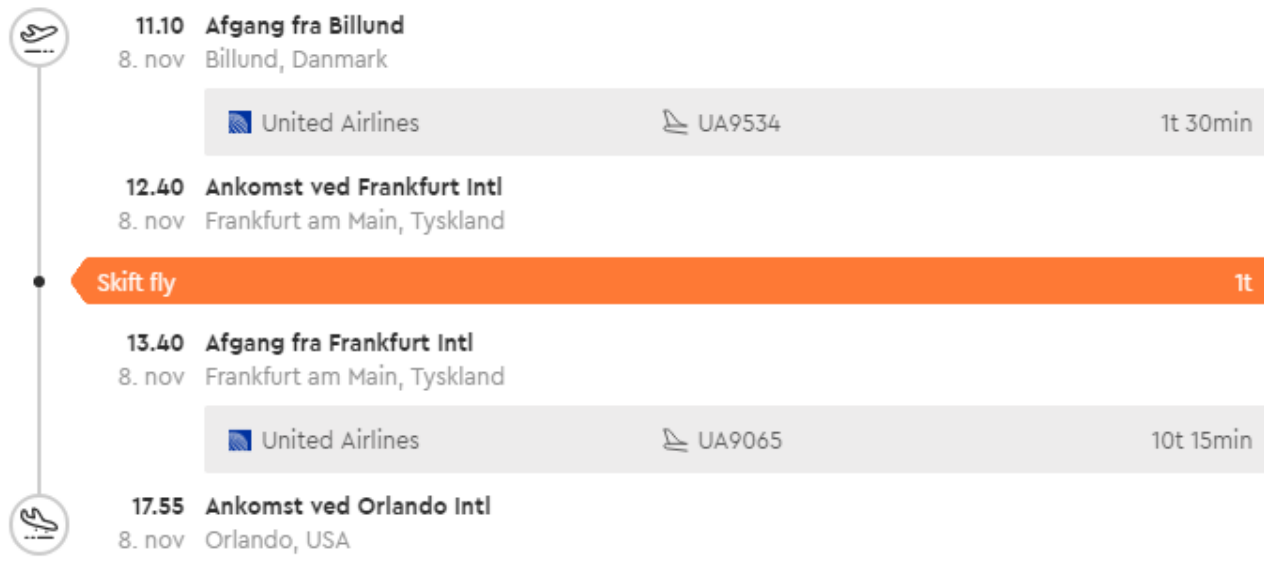 11.10 Afgang fra Billund
8. nov Billund, Danmark
United Airlines UA9534 1t 30min
12.40 Ankomst ved Frankfurt Intl
8. nov Frankfurt am Main, Tyskland
Skift fly 1t
13.40 Afgang fra Frankfurt Intl
8. nov Frankfurt am Main, Tyskland
United Airlines UA9065 10t 15min
17.55 Ankomst ved Orlando Intl
8. nov Orlando, USA